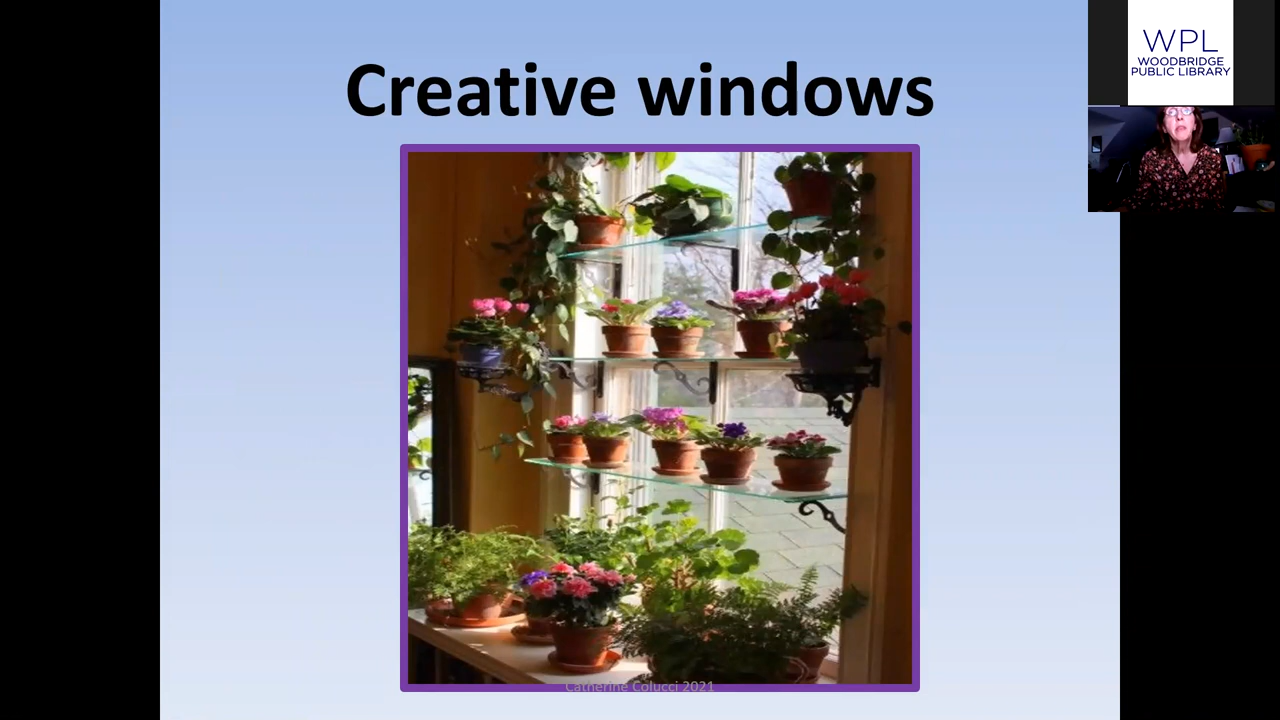 Creative windows
WPL
WOODBRIDGE
PUBLIC LIBRARY
Catherine Colucci 2021